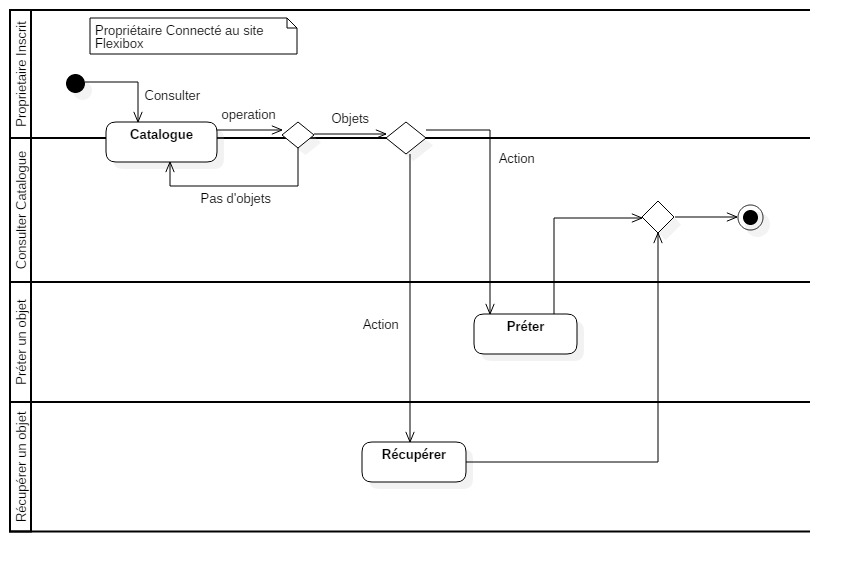 Proprietaire Inscrit
Propriétaire Connecté au site
Flexibox
Consulter
operation
Objets
Catalogue
Action
Pas d'objets
Consulter Catalogue
Préter un objet
Action
Préter
Récupérer un objet
Récupérer